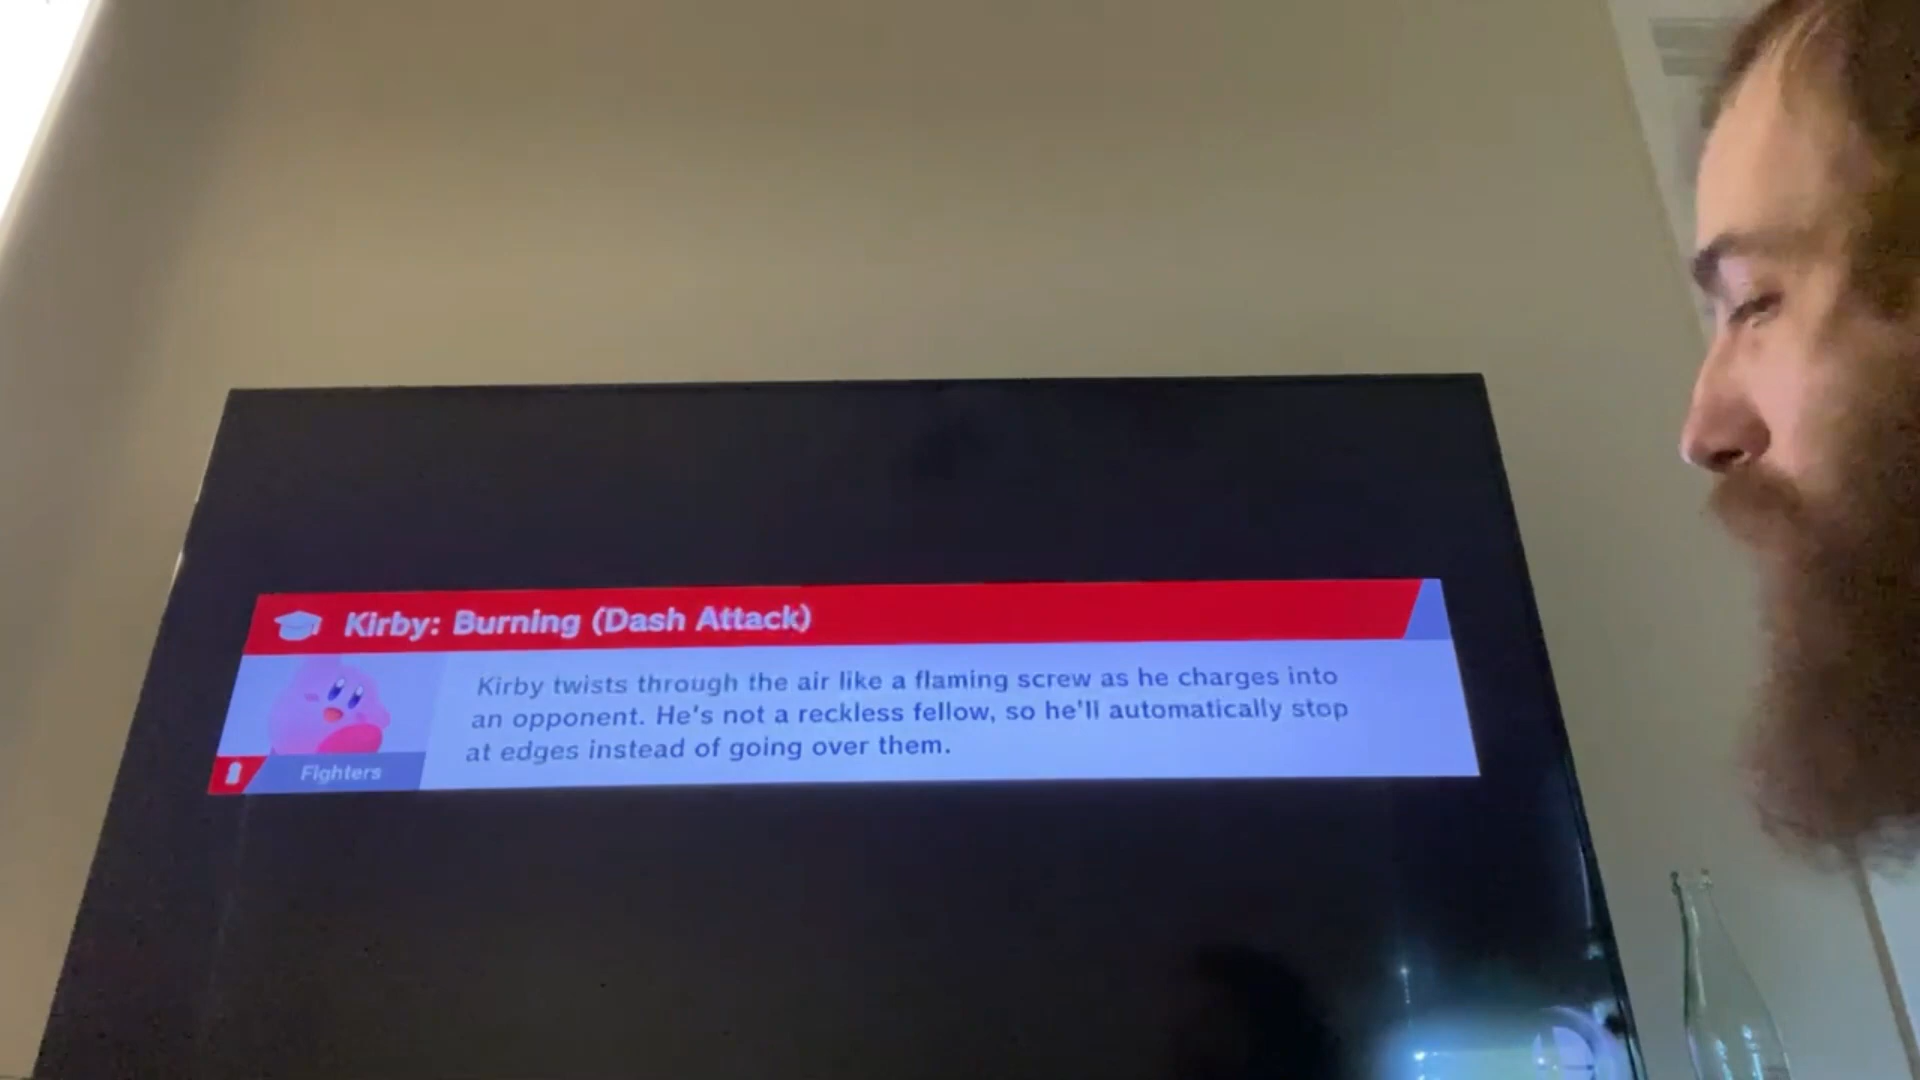 Kirby: Burning (Dash Attack)
Kirby twists through the air like a flaming screw as he charges into
an opponent. He's not a reckless fellow, so he'll automatically stop
at edges instead of going over them.
Fighters